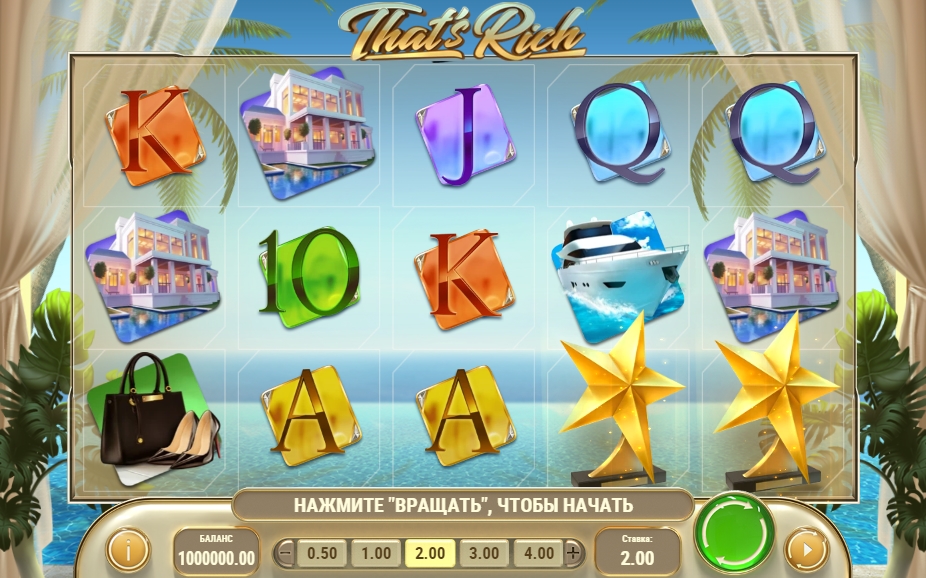 That's Rich
K J Q Q
10 K
A A
НАЖМИТЕ "ВРАЩАТЬ", ЧТОБЫ НАЧАТЬ
i
БАЛАНС
1000000.00
- 0.50 1.00 2.00 3.00 4.00 +
Ставка:
2.00